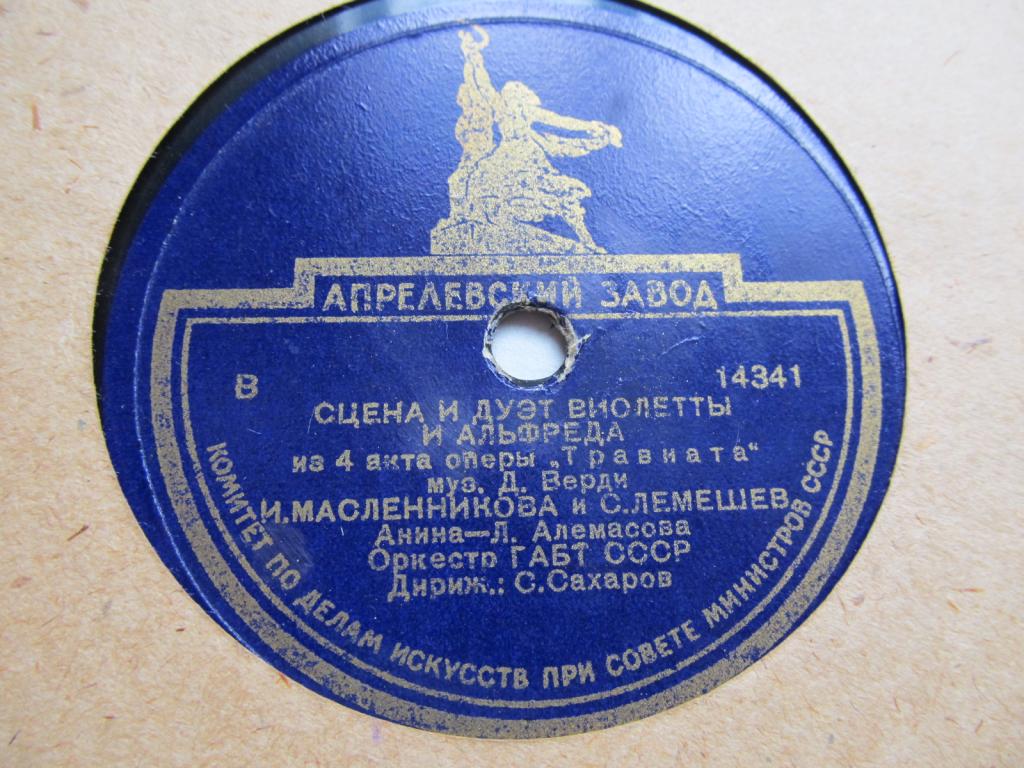 АПРЕЛЕВСКИЙ ЗАВОД
В 14341
СЦЕНА И ДУЭТ ВИОЛЕТТЫ
И АЛЬФРЕДА
из 4 акта оперы „Травиата“
муз. Д. Верди
И.МАСЛЕННИКОВА и С.ЛЕМЕШЕВ
Анина—Л. Алемасова
Оркестр ГАБТ СССР
Дириж.: С.Сахаров
КОМИТЕТ ПО ДЕЛАМ ИСКУССТВ ПРИ СОВЕТЕ МИНИСТРОВ СССР